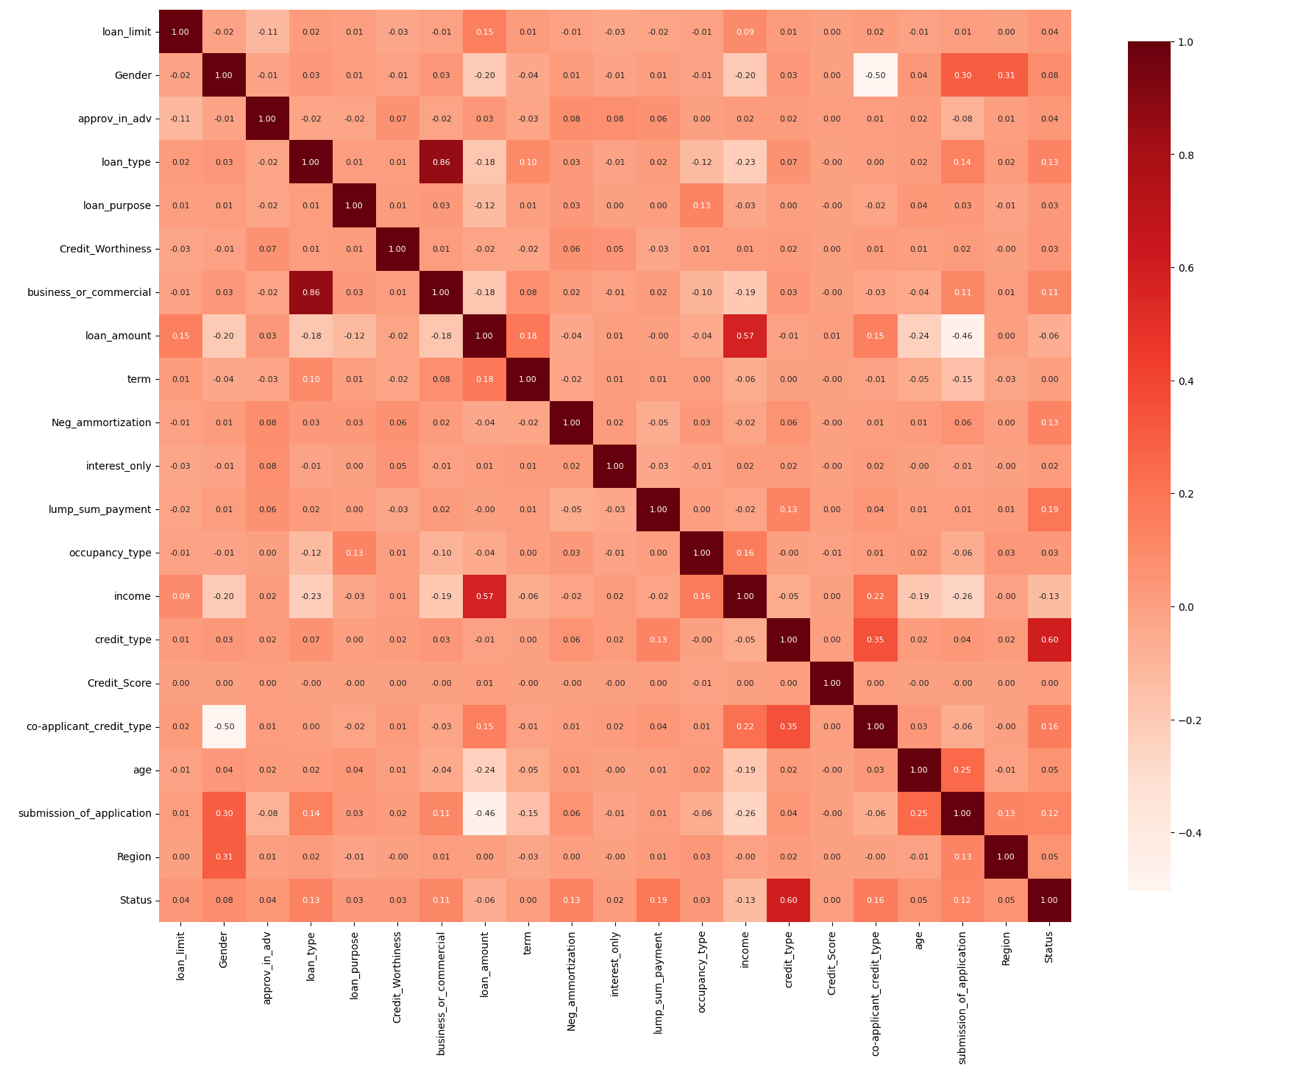 loan_limit 1.00 -0.02 -0.11 0.02 0.01 -0.03 -0.01 0.15 0.01 -0.01 -0.03 -0.02 -0.01 0.09 0.01 0.00 0.02 -0.01 0.01 0.00 0.04
Gender -0.02 1.00 -0.01 0.03 0.01 -0.01 0.03 -0.20 -0.04 0.01 -0.01 0.01 -0.01 -0.20 0.03 0.00 -0.50 0.04 0.30 0.31 0.08
approv_in_adv -0.11 -0.01 1.00 -0.02 -0.02 0.07 -0.02 0.03 -0.03 0.08 0.08 0.06 0.00 0.02 0.02 0.00 0.01 0.02 -0.08 0.01 0.04
loan_type 0.02 0.03 -0.02 1.00 0.01 0.01 0.86 -0.18 0.10 0.03 -0.01 0.02 -0.12 -0.23 0.07 -0.00 0.00 0.02 0.14 0.02 0.13
loan_purpose 0.01 0.01 -0.02 0.01 1.00 0.01 0.03 -0.12 0.01 0.03 0.00 0.00 0.13 -0.03 0.00 -0.00 -0.02 0.04 0.03 -0.01 0.03
Credit_Worthiness -0.03 -0.01 0.07 0.01 0.01 1.00 0.01 -0.02 -0.02 0.06 0.05 -0.03 0.01 0.01 0.02 0.00 0.01 0.01 0.02 -0.00 0.03
business_or_commercial -0.01 0.03 -0.02 0.86 0.03 0.01 1.00 -0.18 0.08 0.02 -0.01 0.02 -0.10 -0.19 0.03 -0.00 -0.03 -0.04 0.11 0.01 0.11
loan_amount 0.15 -0.20 0.03 -0.18 -0.12 -0.02 -0.18 1.00 0.18 -0.04 0.01 -0.00 -0.04 0.57 -0.01 0.01 0.15 -0.24 -0.46 0.00 -0.06
term 0.01 -0.04 -0.03 0.10 0.01 -0.02 0.08 0.18 1.00 -0.02 0.01 0.01 0.00 -0.06 0.00 -0.00 -0.01 -0.05 -0.15 -0.03 0.00
Neg_ammortization -0.01 0.01 0.08 0.03 0.03 0.06 0.02 -0.04 -0.02 1.00 0.02 -0.05 0.03 -0.02 0.06 -0.00 0.01 0.01 0.06 0.00 0.13
interest_only -0.03 -0.01 0.08 -0.01 0.00 0.05 -0.01 0.01 0.01 0.02 1.00 -0.03 -0.01 0.02 0.02 -0.00 0.02 -0.00 -0.01 -0.00 0.02
lump_sum_payment -0.02 0.01 0.06 0.02 0.00 -0.03 0.02 -0.00 0.01 -0.05 -0.03 1.00 0.00 -0.02 0.13 -0.00 0.04 0.01 0.01 0.01 0.19
occupancy_type -0.01 -0.01 0.00 -0.12 0.13 0.01 -0.10 -0.04 0.00 0.03 -0.01 0.00 1.00 0.16 -0.00 -0.01 0.01 0.02 -0.06 0.03 0.03
income 0.09 -0.20 0.02 -0.23 -0.03 0.01 -0.19 0.57 -0.06 -0.02 0.02 -0.02 0.16 1.00 -0.05 0.00 0.22 -0.19 -0.26 -0.00 -0.13
credit_type 0.01 0.03 0.02 0.07 0.00 0.02 0.03 -0.01 0.00 0.06 0.02 0.13 -0.00 -0.05 1.00 0.00 0.35 0.02 0.04 0.02 0.60
Credit_Score 0.00 0.00 0.00 -0.00 -0.00 0.00 -0.00 0.01 -0.00 -0.00 -0.00 -0.00 -0.01 0.00 0.00 1.00 0.00 -0.00 -0.00 0.00 0.00
co-applicant_credit_type 0.02 -0.50 0.01 0.00 -0.02 0.01 -0.03 0.15 -0.01 0.01 0.02 0.04 0.01 0.22 0.35 0.00 1.00 0.03 -0.06 -0.00 0.16
age -0.01 0.04 0.02 0.02 0.04 0.01 -0.04 -0.24 -0.05 0.01 -0.00 0.01 0.02 -0.19 0.02 -0.00 0.03 1.00 0.25 -0.01 0.05
submission_of_application 0.01 0.30 -0.08 0.14 0.03 0.02 0.11 -0.46 -0.15 0.06 -0.01 0.01 -0.06 -0.26 0.04 -0.00 -0.06 0.25 1.00 0.13 0.12
Region 0.00 0.31 0.01 0.02 -0.01 -0.00 0.01 0.00 -0.03 0.00 -0.00 0.01 0.03 -0.00 0.02 0.00 -0.00 -0.01 0.13 1.00 0.05
Status 0.04 0.08 0.04 0.13 0.03 0.03 0.11 -0.06 0.00 0.13 0.02 0.19 0.03 -0.13 0.60 0.00 0.16 0.05 0.12 0.05 1.00
loan_limit
Gender
approv_in_adv
loan_type
loan_purpose
Credit_Worthiness
business_or_commercial
loan_amount
term
Neg_ammortization
interest_only
lump_sum_payment
occupancy_type
income
credit_type
Credit_Score
co-applicant_credit_type
age
submission_of_application
Region
Status
1.0
0.8
0.6
0.4
0.2
0.0
−0.2
−0.4